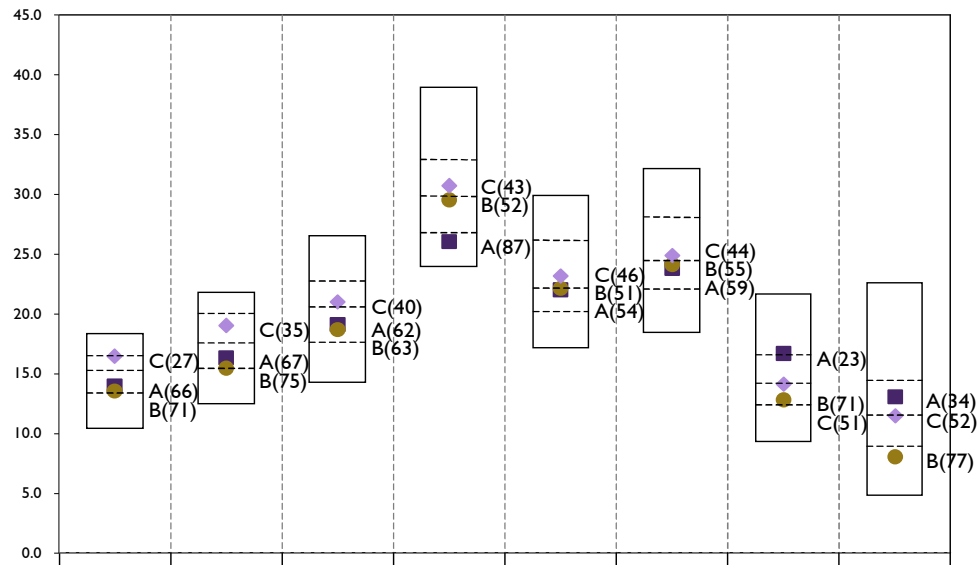 45.0
40.0
35.0
30.0
25.0
20.0
15.0
10.0
5.0
0.0
C(27)
A(66)
B(71)
C(35)
A(67)
B(75)
C(40)
A(62)
B(63)
C(43)
B(52)
A(87)
C(46)
B(51)
A(54)
C(44)
B(55)
A(59)
A(23)
B(71)
C(51)
A(34)
C(52)
B(77)